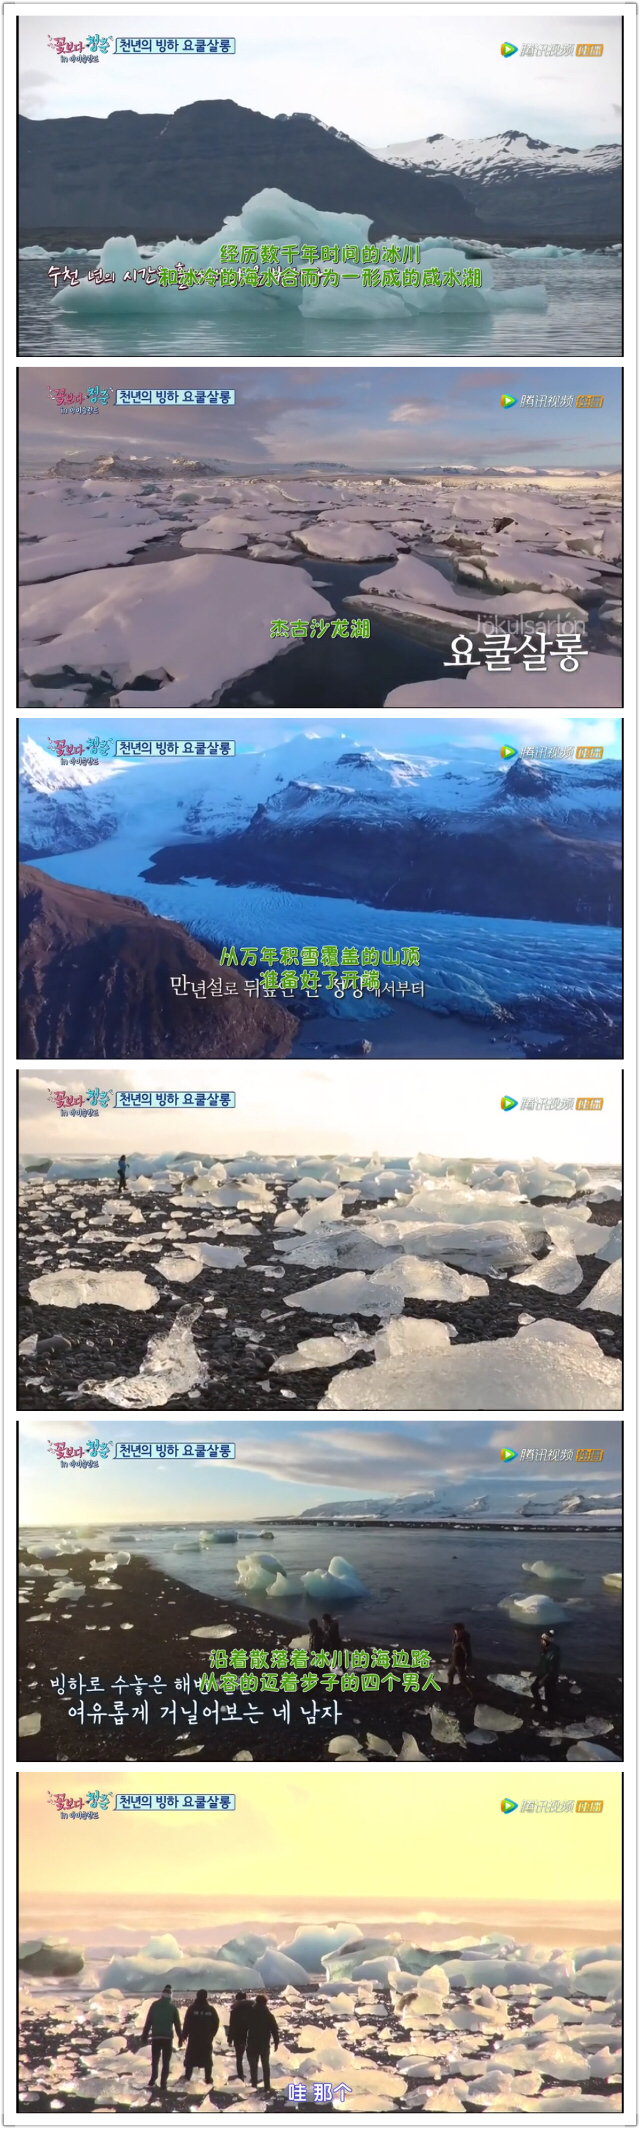 꽃보다 청춘
in 아이슬란드
천년의 빙하 요쿨살롱
腾讯视频 独播
经历数千年时间的冰川
수천 년의 시간을
和冰冷的海水合而为一形成的咸水湖
꽃보다 청춘
in 아이슬란드
천년의 빙하 요쿨살롱
腾讯视频 独播
杰古沙龙湖
Jökulsárlón
요쿨살롱
꽃보다 청춘
in 아이슬란드
천년의 빙하 요쿨살롱
腾讯视频 独播
从万年积雪覆盖的山顶
准备好了开端
만년설로 뒤덮인 산 정상에서부터
꽃보다 청춘
in 아이슬란드
천년의 빙하 요쿨살롱
腾讯视频 独播
꽃보다 청춘
in 아이슬란드
천년의 빙하 요쿨살롱
腾讯视频 独播
沿着散落着冰川的海边路
빙하로 수놓은 해변
从容的迈着步子的四个男人
여유롭게 거닐어보는 네 남자
꽃보다 청춘
in 아이슬란드
천년의 빙하 요쿨살롱
腾讯视频 独播
哇 那个